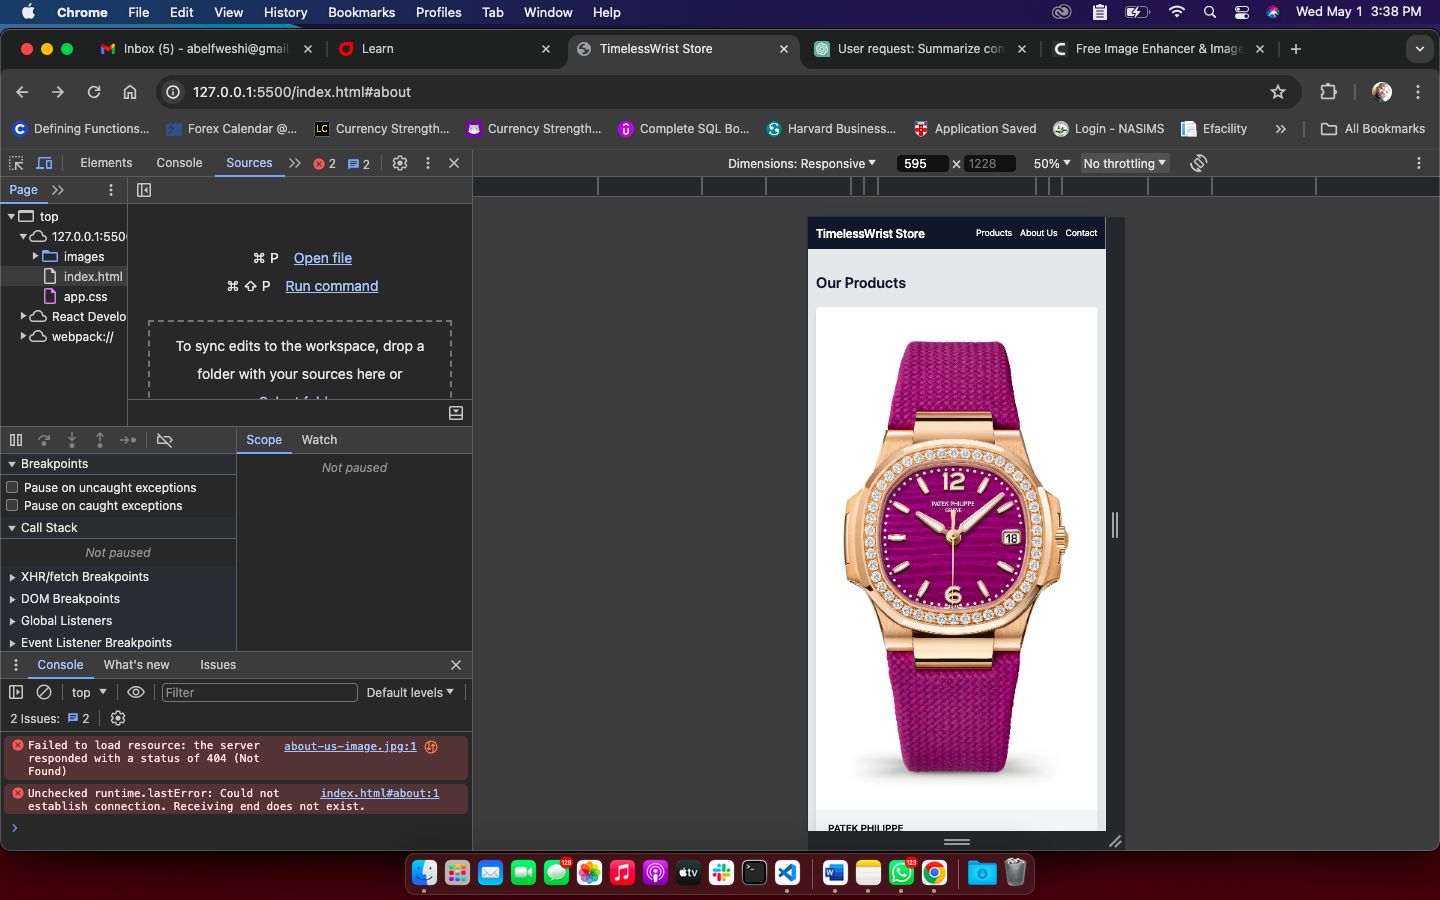 Chrome File Edit View History Bookmarks Profiles Tab Window Help Wed May 1 3:38 PM
Inbox (5) - abelfweshi@gmail
Learn
TimelessWrist Store
User request: Summarize con
Free Image Enhancer & Image
127.0.0.1:5500/index.html#about
Defining Functions... Forex Calendar @... Currency Strength... Currency Strength... Complete SQL Bo... Harvard Business... Application Saved Login - NASIMS Efacility All Bookmarks
Elements Console Sources 2 2
Dimensions: Responsive 595 × 1228 50% No throttling
Page
top
127.0.0.1:550
images
index.html
app.css
React Develo
webpack://
⌘ P Open file
⌘ ⇧ P Run command
To sync edits to the workspace, drop a
folder with your sources here or
Scope Watch
Not paused
Breakpoints
Pause on uncaught exceptions
Pause on caught exceptions
Call Stack
Not paused
XHR/fetch Breakpoints
DOM Breakpoints
Global Listeners
Event Listener Breakpoints
Console What's new Issues
top Filter Default levels
2 Issues: 2
Failed to load resource: the server about-us-image.jpg:1
responded with a status of 404 (Not
Found)
Unchecked runtime.lastError: Could not index.html#about:1
establish connection. Receiving end does not exist.
TimelessWrist Store Products About Us Contact
Our Products
12
PATEK PHILIPPE
GENEVE
18
6
PATEK PHILIPPE
128
tv
123